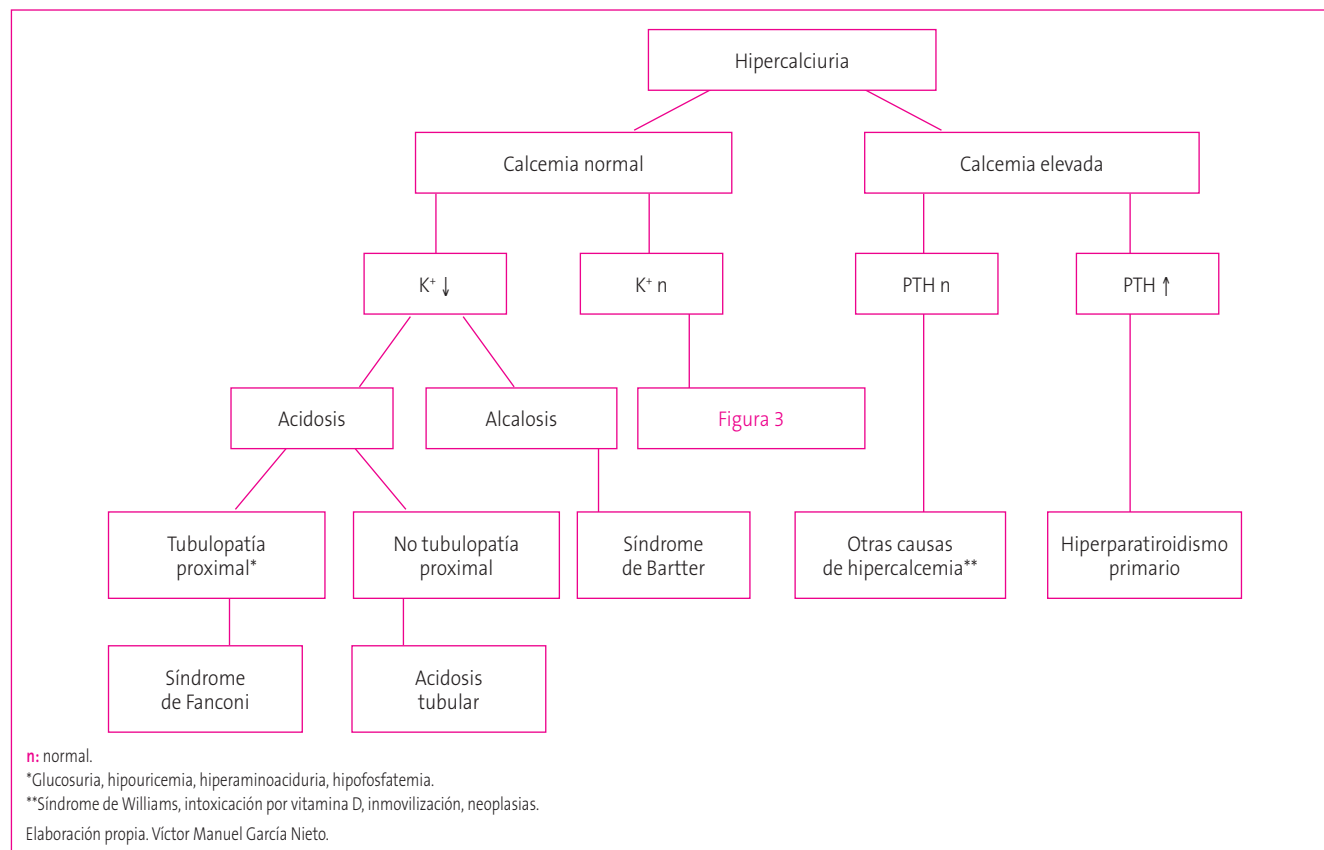 Hipercalciuria
Calcemia normal
Calcemia elevada
K⁺ ↓
K⁺ n
PTH n
PTH ↑
Acidosis
Alcalosis
Figura 3
Tubulopatía
proximal*
No tubulopatía
proximal
Síndrome
de Bartter
Otras causas
de hipercalcemia**
Hiperparatiroidismo
primario
Síndrome
de Fanconi
Acidosis
tubular
n: normal.
*Glucosuria, hipouricemia, hiperaminoaciduria, hipofosfatemia.
**Síndrome de Williams, intoxicación por vitamina D, inmovilización, neoplasias.
Elaboración propia. Víctor Manuel García Nieto.